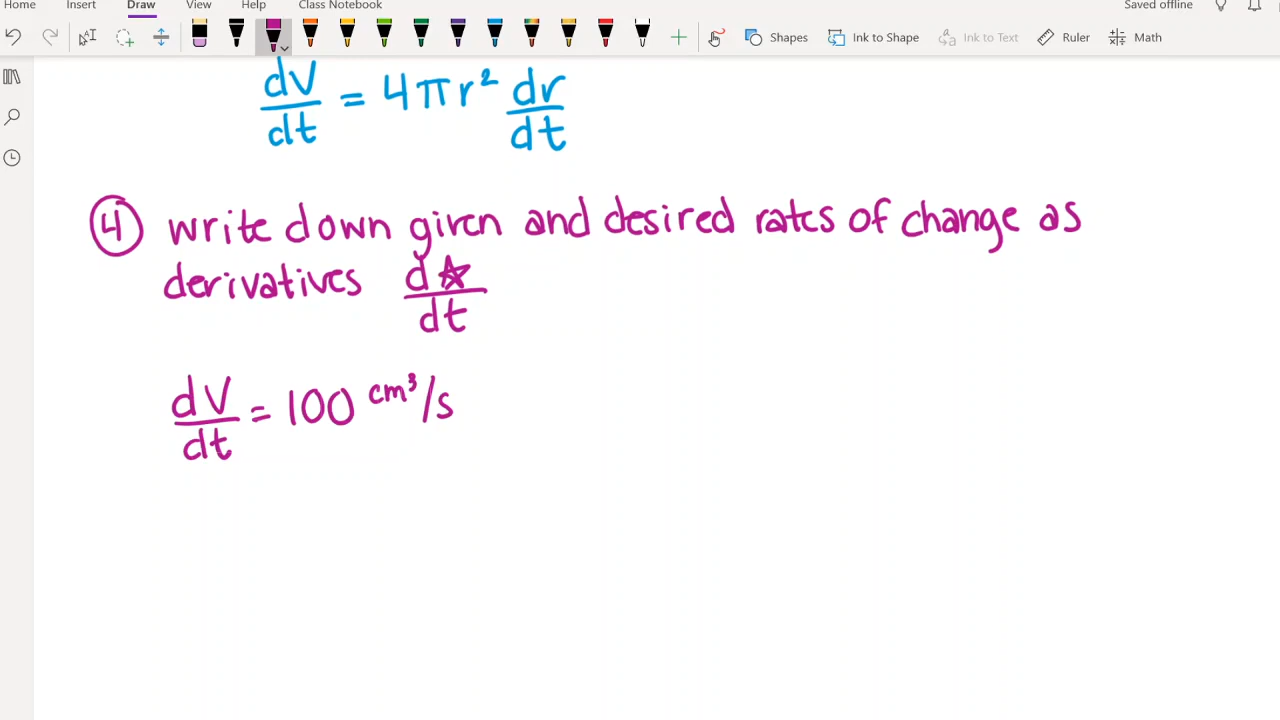 Home Insert Draw View Help Class Notebook Saved offline
Shapes Ink to Shape Ink to Text Ruler Math
dV/dt = 4πr² dr/dt
④ write down given and desired rates of change as
derivatives d☆/dt
dV/dt = 100 cm³/s